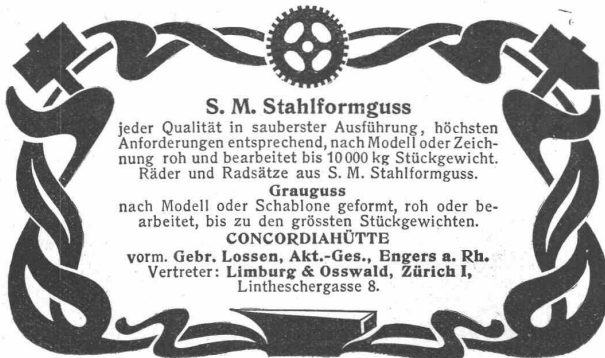 S. M. Stahlformguss
jeder Qualität in sauberster Ausführung, höchsten
Anforderungen entsprechend, nach Modell oder Zeich-
nung roh und bearbeitet bis 10000 kg Stückgewicht.
Räder und Radsätze aus S. M. Stahlformguss.
Grauguss
nach Modell oder Schablone geformt, roh oder be-
arbeitet, bis zu den grössten Stückgewichten.
CONCORDIAHÜTTE
vorm. Gebr. Lossen, Akt.-Ges., Engers a. Rh.
Vertreter: Limburg & Osswald, Zürich I,
Lintheschergasse 8.